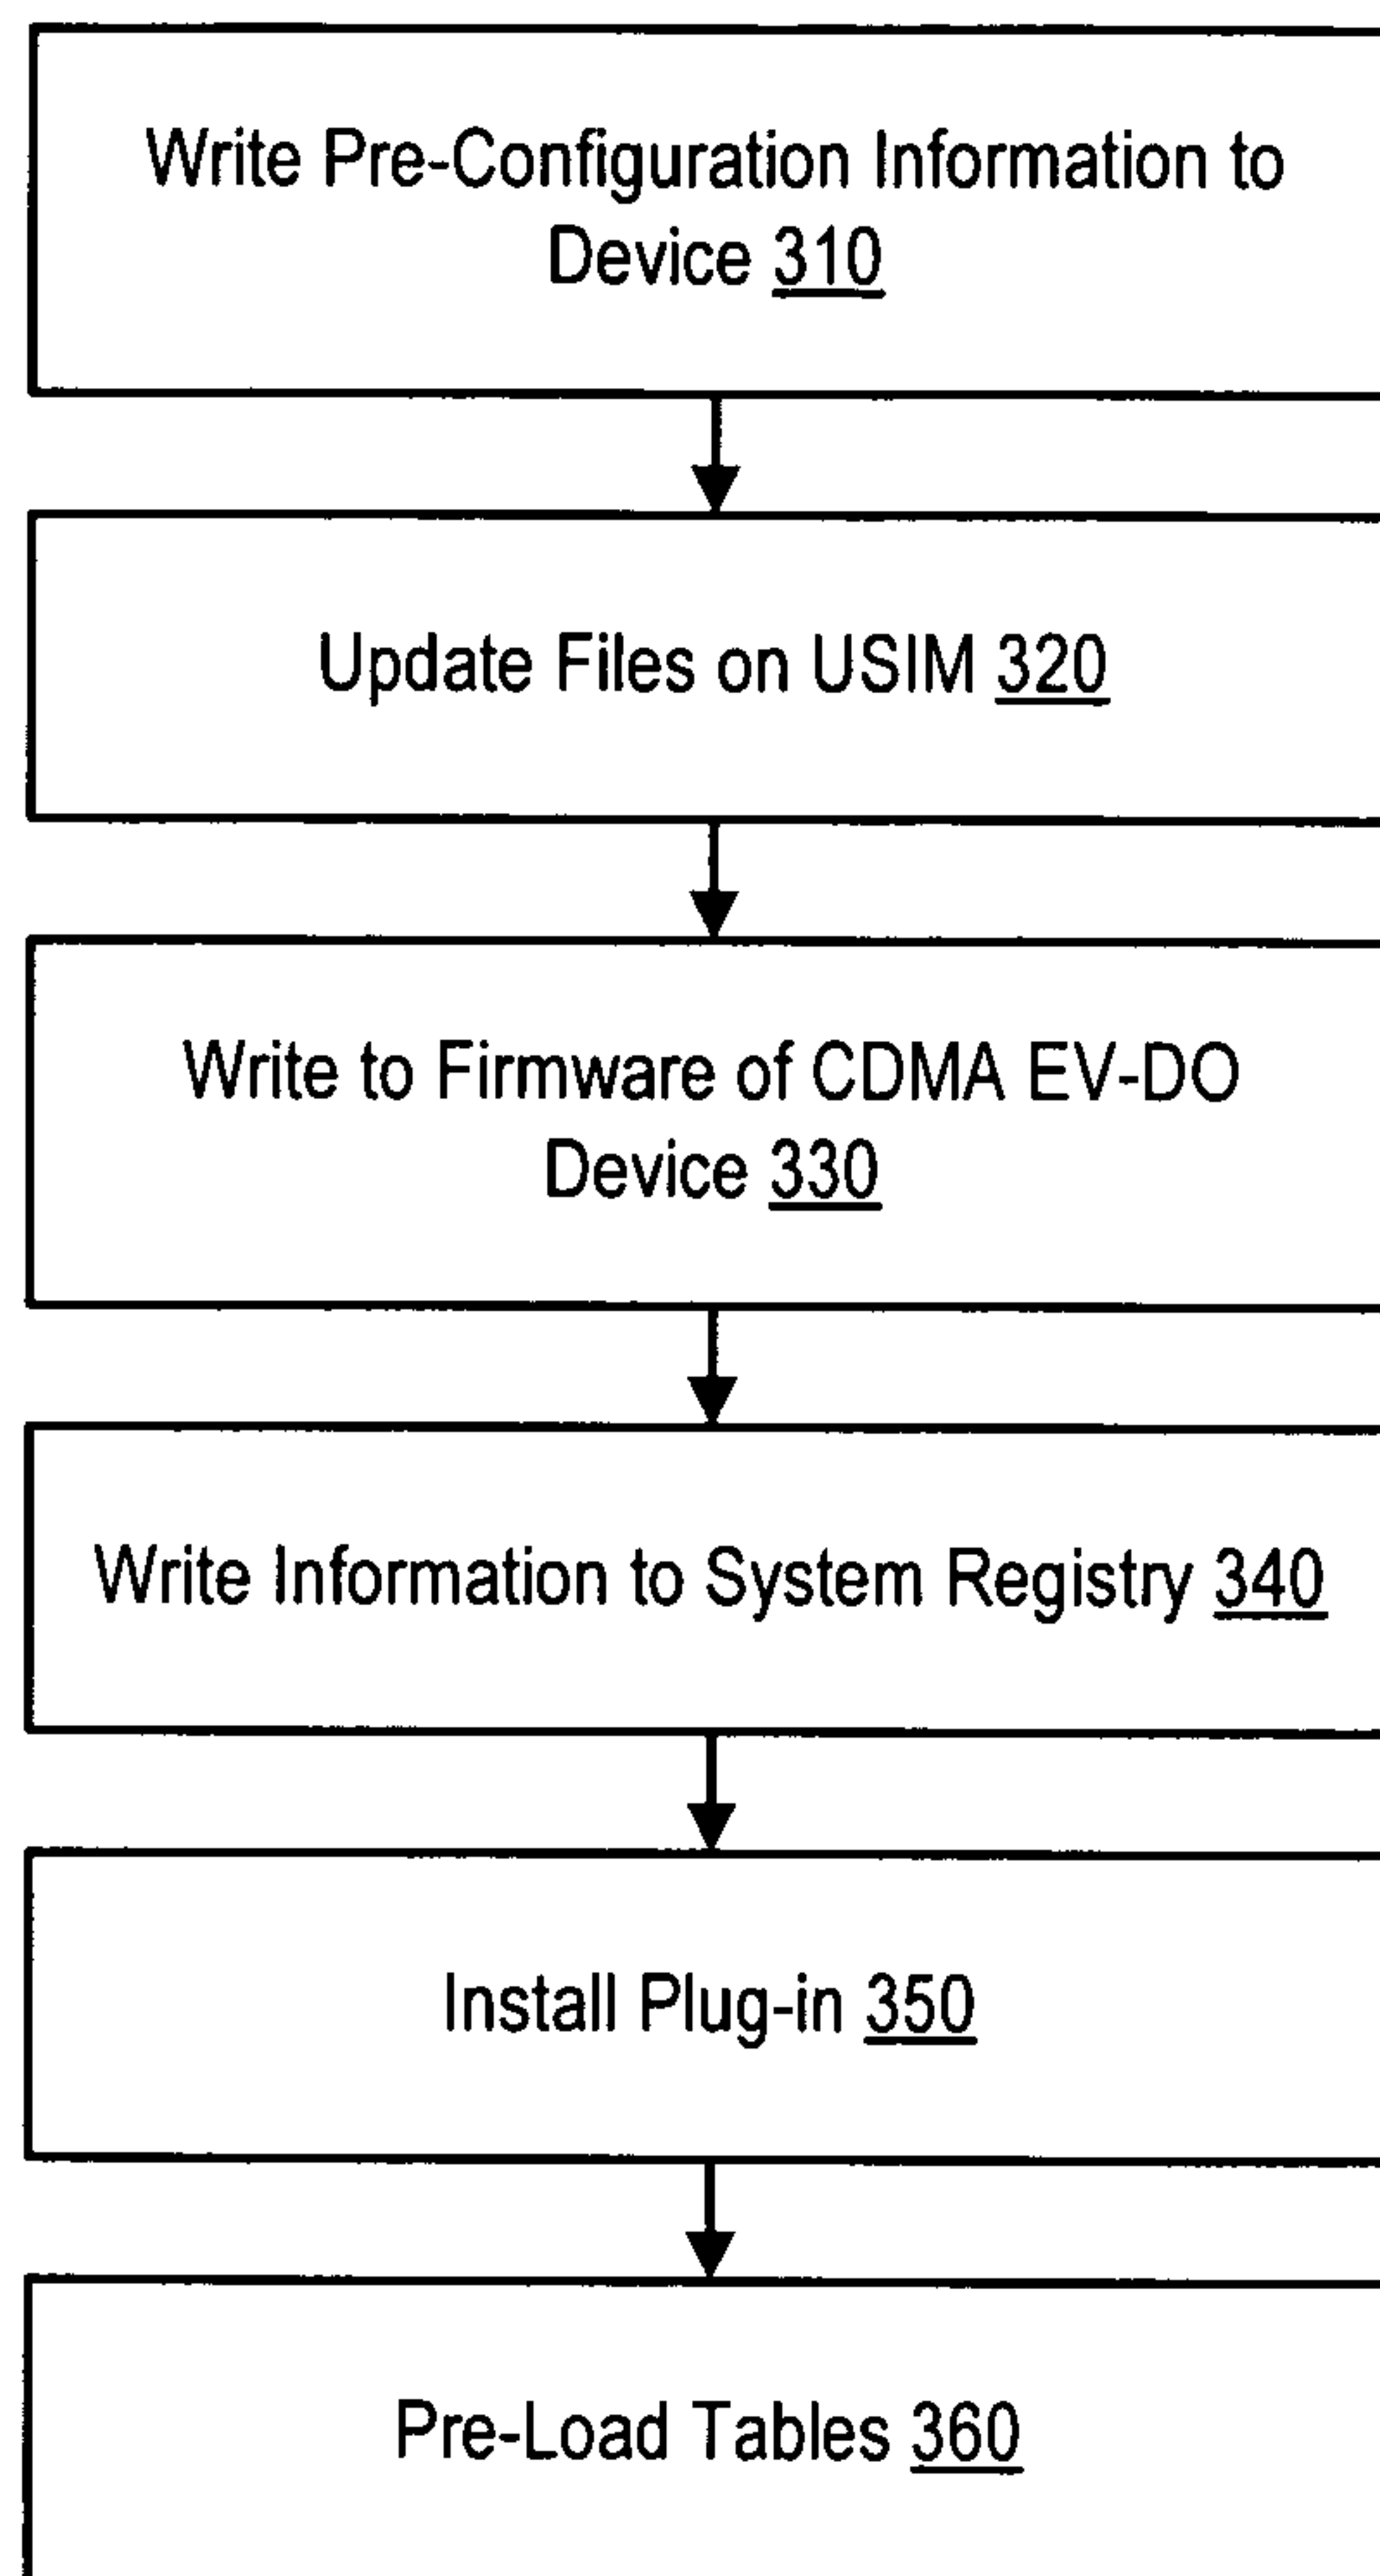 Write Pre-Configuration Information to
Device 310
Update Files on USIM 320
Write to Firmware of CDMA EV-DO
Device 330
Write Information to System Registry 340
Install Plug-in 350
Pre-Load Tables 360